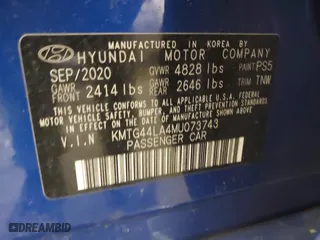 MANUFACTURED IN KOREA
HYUNDAI MOTOR COMPANY
SEP/2020 GVWR 4828 lbs PAINT PS5
GAWR FRONT 2414 lbs GAWR REAR 2646 lbs TRIM TNW
THIS VEHICLE CONFORMS TO ALL APPLICABLE U.S. FEDERAL MOTOR VEHICLE SAFETY, BUMPER, AND THEFT PREVENTION STANDARDS IN EFFECT ON THE DATE OF MANUFACTURE SHOWN ABOVE.
V.I.N KMTG44LA4MU073743
PASSENGER CAR
DREAMBID